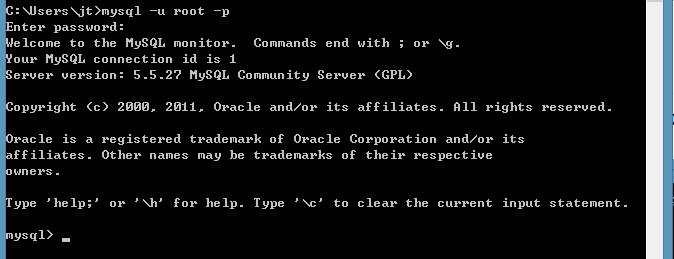 C:\Users\jt>mysql -u root -p
Enter password:
Welcome to the MySQL monitor.  Commands end with ; or \g.
Your MySQL connection id is 1
Server version: 5.5.27 MySQL Community Server (GPL)
Copyright (c) 2000, 2011, Oracle and/or its affiliates. All rights reserved.
Oracle is a registered trademark of Oracle Corporation and/or its
affiliates. Other names may be trademarks of their respective
owners.
Type 'help;' or '\h' for help. Type '\c' to clear the current input statement.
mysql> _